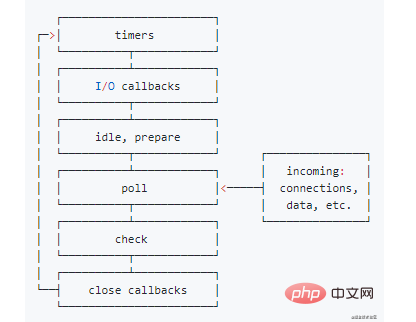 timers
I/O callbacks
idle, prepare
poll
incoming:
connections,
data, etc.
check
close callbacks
php 中文网